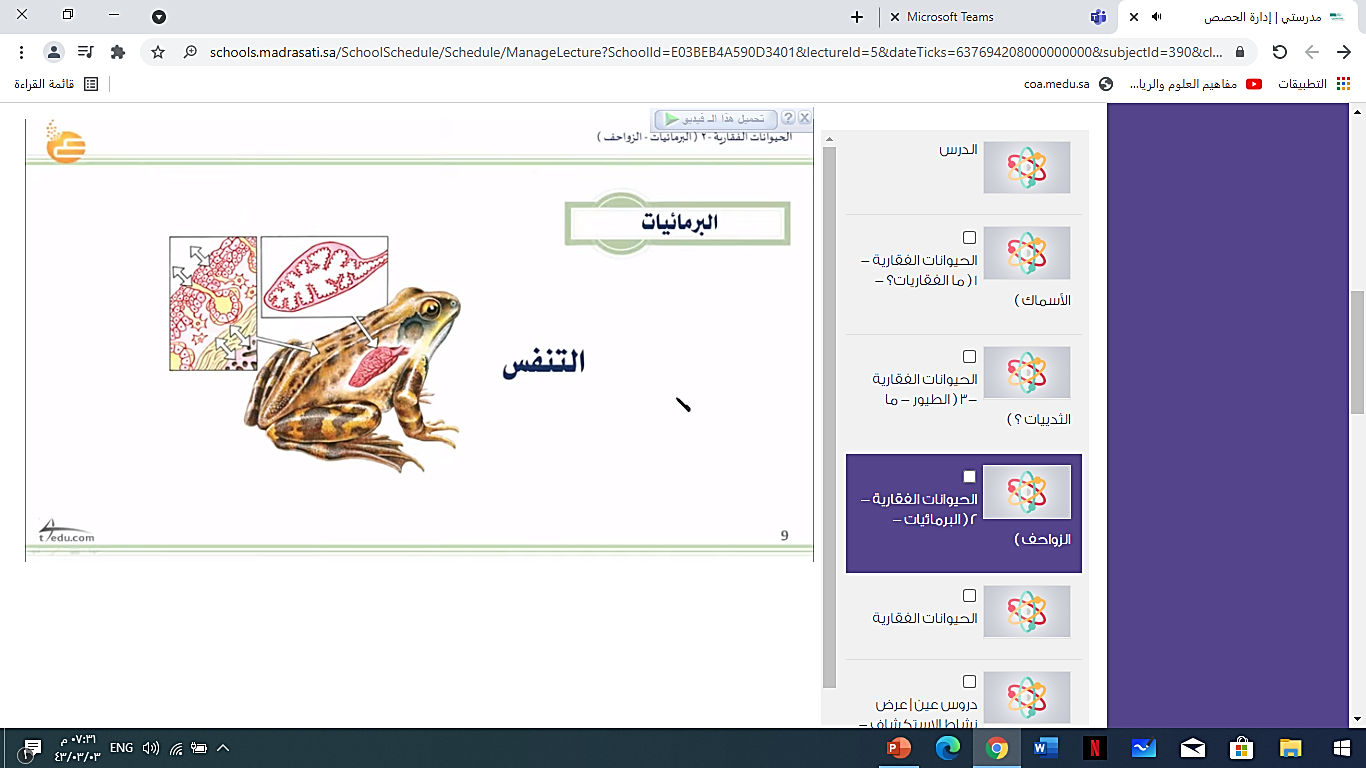 مدرستي | إدارة الحصص
Microsoft Teams
schools.madrasati.sa/SchoolSchedule/Schedule/ManageLecture?SchoolId=E03BEB4A590D3401&lectureId=5&dateTicks=637694208000000000&subjectId=390&cl...
التطبيقات
مفاهيم العلوم والريا...
coa.medu.sa
قائمة القراءة
تحميل هذا الـ فيديو
الحيوانات الفقارية -٢ ( البرمائيات - الزواحف )
البرمائيات
التنفس
t4edu.com
9
الدرس
الحيوانات الفقارية –
١ ( ما الفقاريات؟ –
الأسماك )
الحيوانات الفقارية
–٣ ( الطيور – ما
الثدييات ؟ )
الحيوانات الفقارية –
٢ ( البرمائيات –
الزواحف )
الحيوانات الفقارية
دروس عين | عرض
نشاط الاستكشاف –
٠٧:٣١ م
ENG
٤٣/٠٣/٠٣